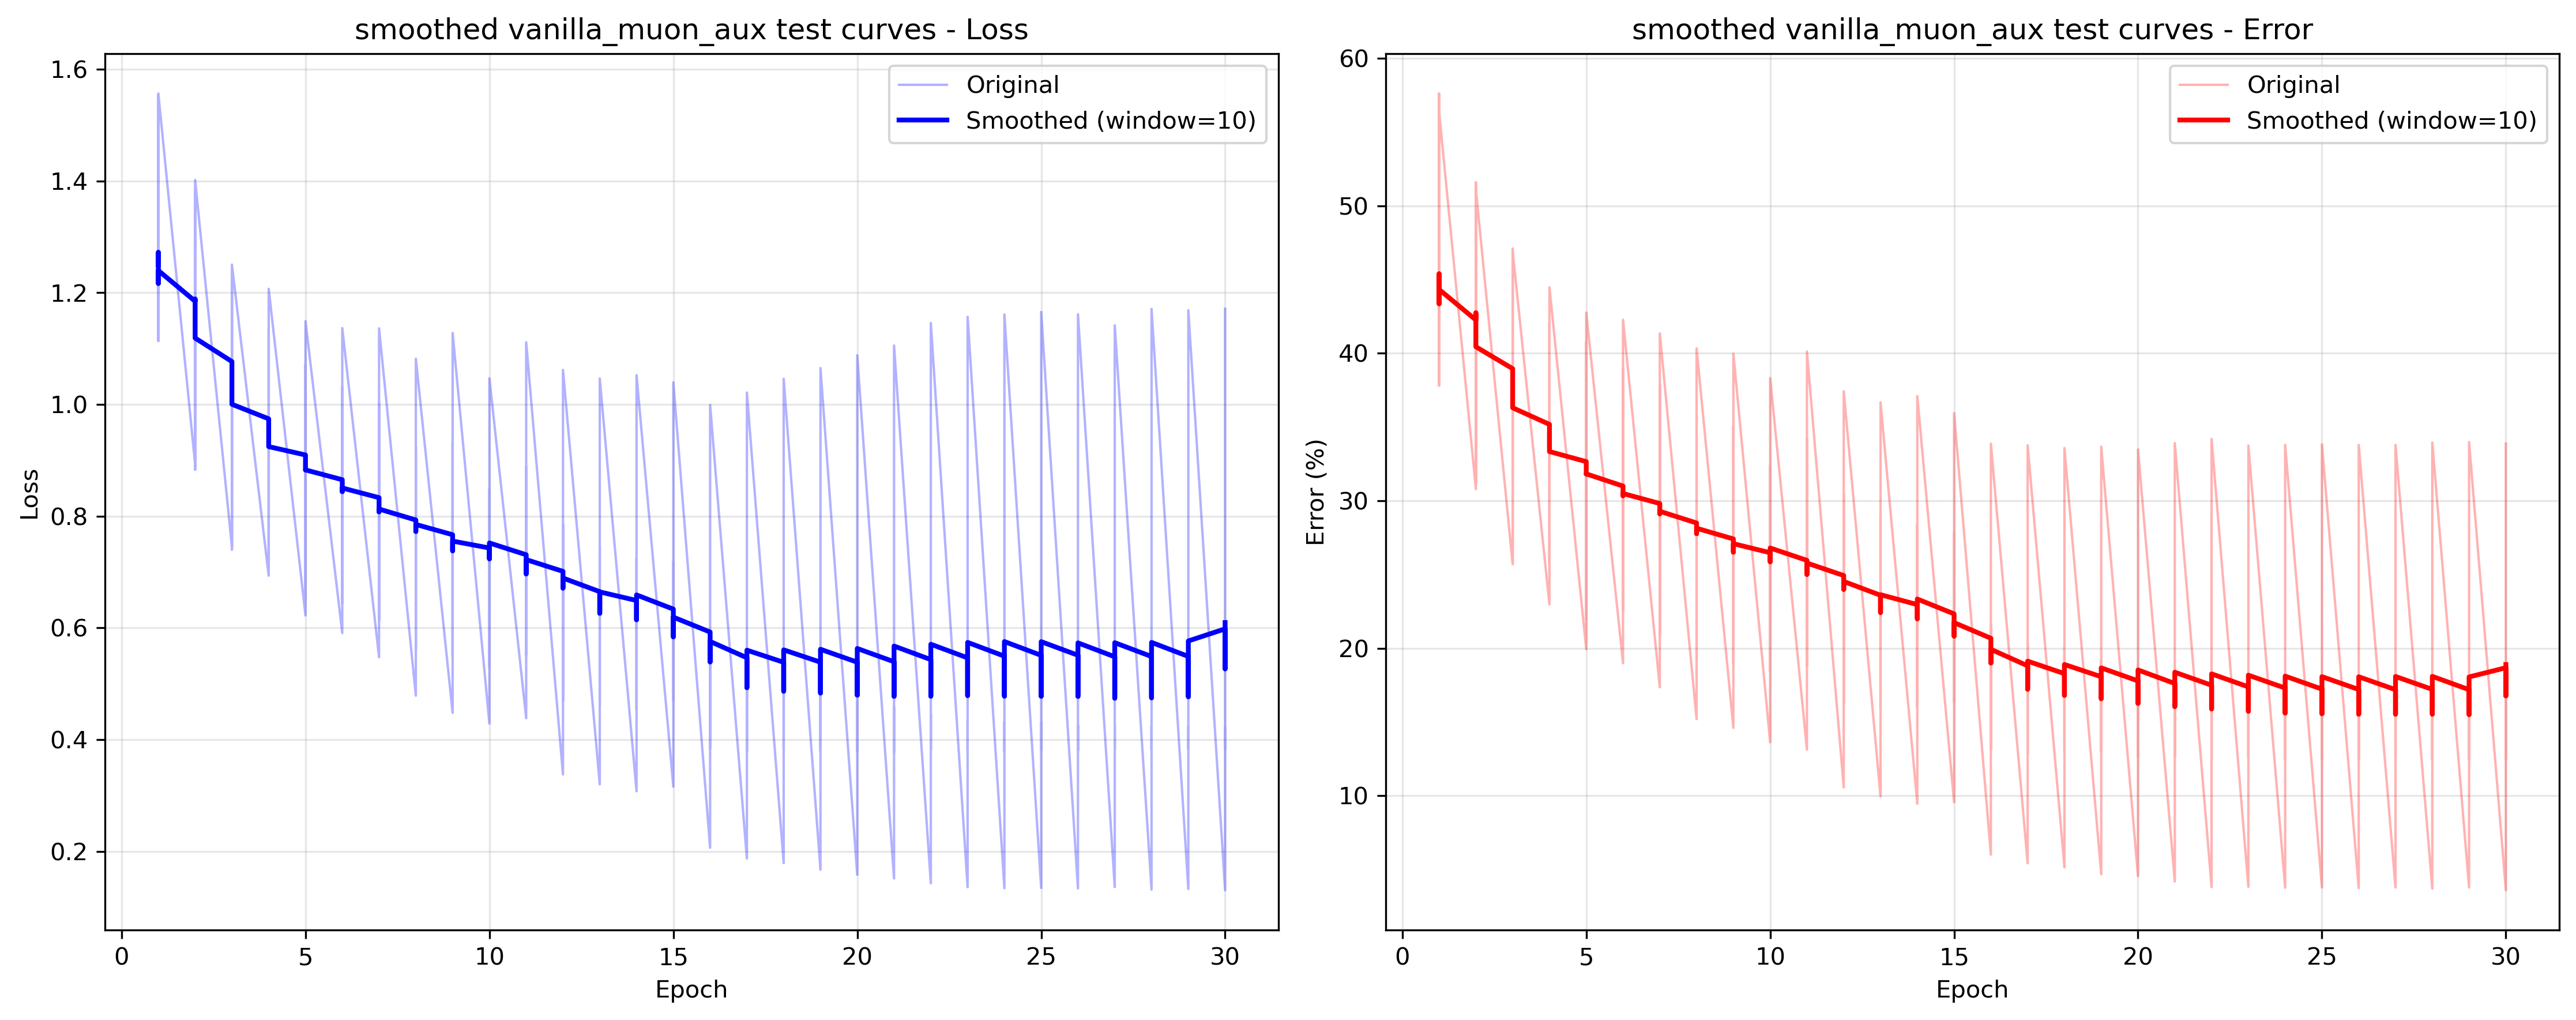 smoothed vanilla_muon_aux test curves - Loss
Original
Smoothed (window=10)
1.6
1.4
1.2
1.0
0.8
0.6
0.4
0.2
Loss
0 5 10 15 20 25 30
Epoch
smoothed vanilla_muon_aux test curves - Error
Original
Smoothed (window=10)
60
50
40
30
20
10
Error (%)
0 5 10 15 20 25 30
Epoch